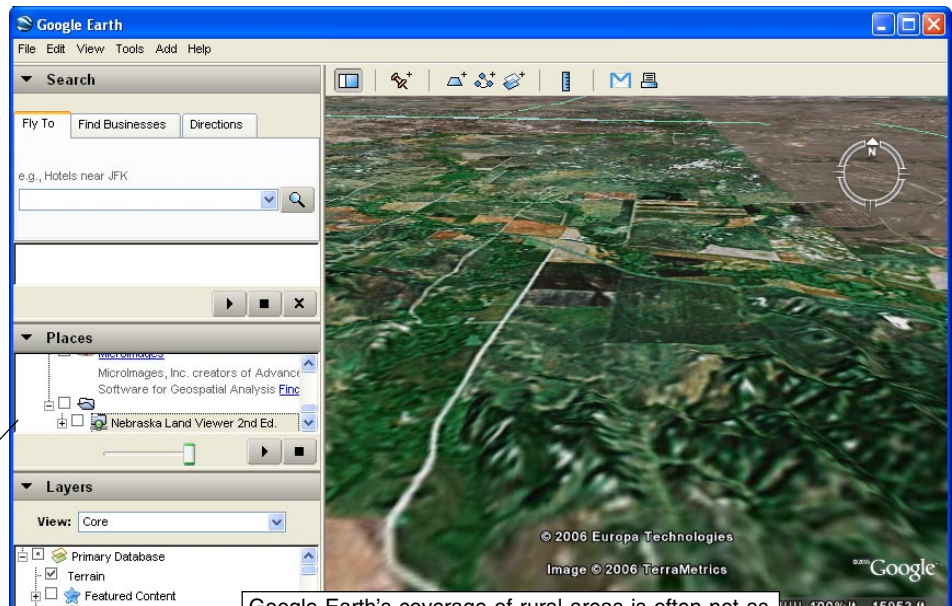 Google Earth
File Edit View Tools Add Help
Search
Fly To Find Businesses Directions
e.g., Hotels near JFK
Places
MicroImages
MicroImages, Inc. creators of Advance
Software for Geospatial Analysis Finc
Nebraska Land Viewer 2nd Ed.
Layers
View: Core
Primary Database
Terrain
Featured Content
N
© 2006 Europa Technologies
Image © 2006 TerraMetrics
Google
Google Earth's coverage of rural areas is often not as